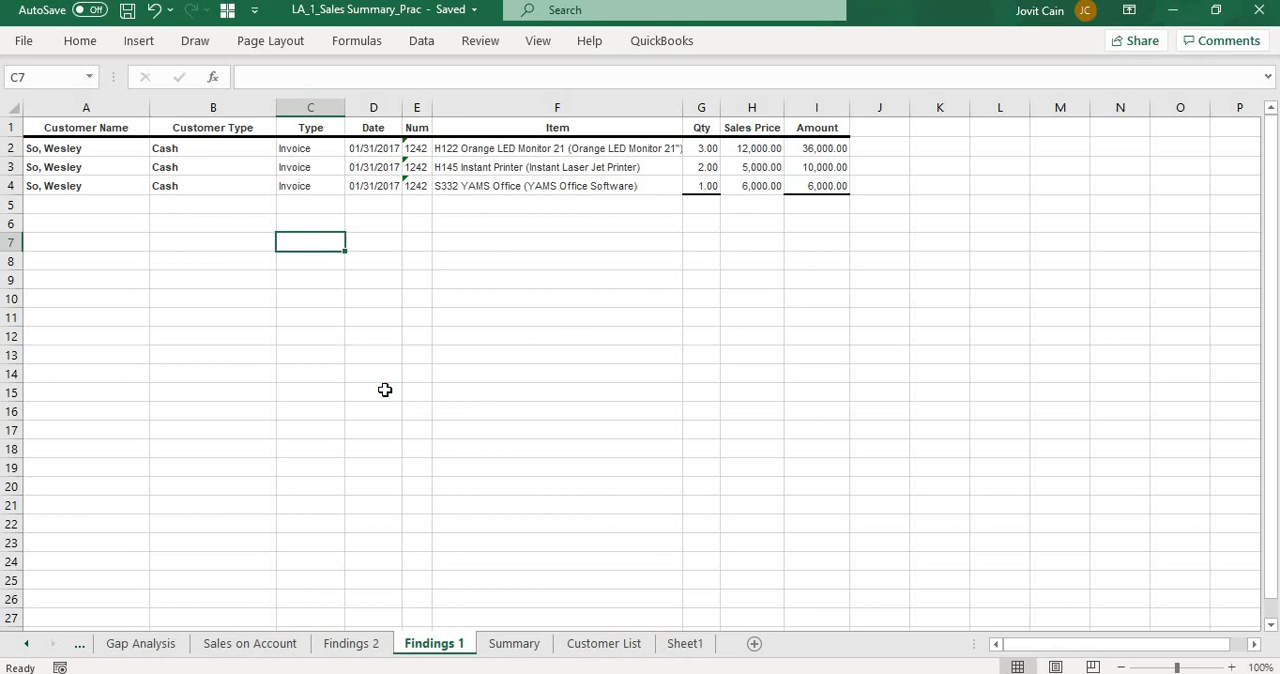 AutoSave Off LA_1_Sales Summary_Prac - Saved Search Jovit Cain JC
File Home Insert Draw Page Layout Formulas Data Review View Help QuickBooks Share Comments
C7 fx
A B C D E F G H I J K L M N O P
1 Customer Name Customer Type Type Date Num Item Qty Sales Price Amount
2 So, Wesley Cash Invoice 01/31/2017 1242 H122 Orange LED Monitor 21 (Orange LED Monitor 21") 3.00 12,000.00 36,000.00
3 So, Wesley Cash Invoice 01/31/2017 1242 H145 Instant Printer (Instant Laser Jet Printer) 2.00 5,000.00 10,000.00
4 So, Wesley Cash Invoice 01/31/2017 1242 S332 YAMS Office (YAMS Office Software) 1.00 6,000.00 6,000.00
5
6
7
8
9
10
11
12
13
14
15
16
17
18
19
20
21
22
23
24
25
26
27
... Gap Analysis Sales on Account Findings 2 Findings 1 Summary Customer List Sheet1
Ready 100%